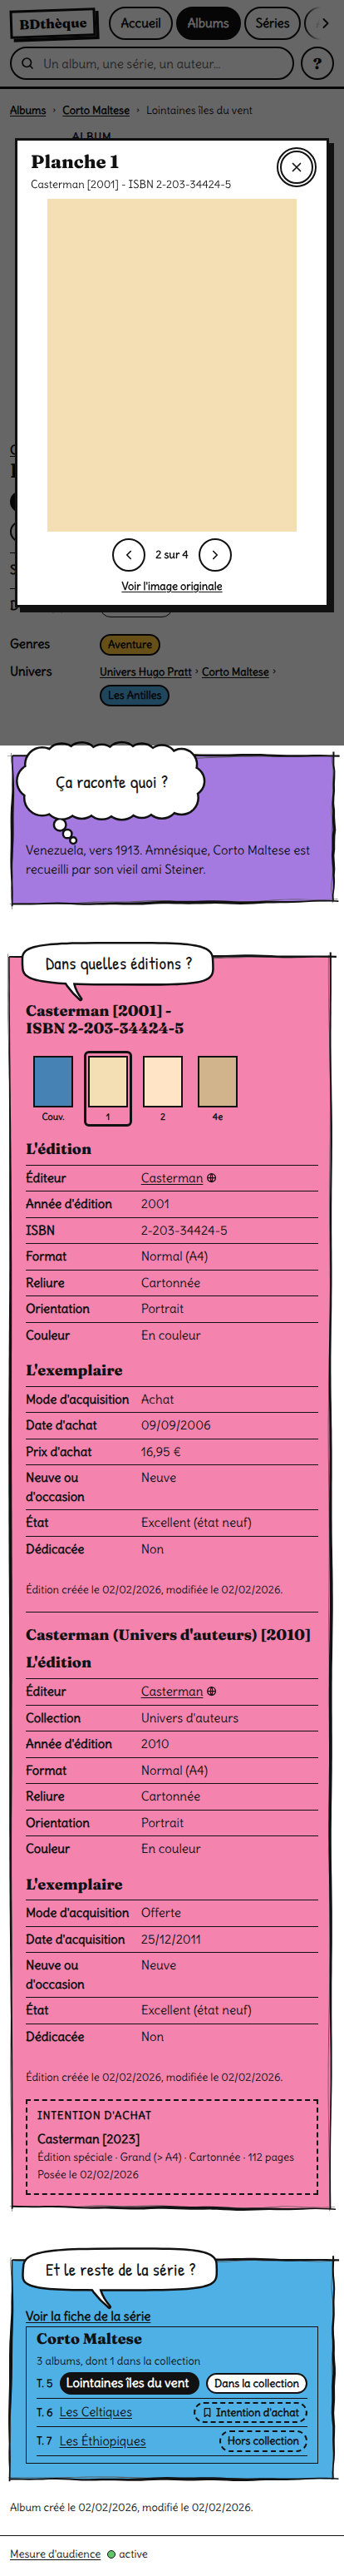 BDthèque
Accueil
Albums
Séries
Un album, une série, un auteur...
?
Albums › Corto Maltese › Lointaines îles du vent
ALBUM
Planche 1
Casterman [2001] - ISBN 2-203-34424-5
2 sur 4
Voir l'image originale
Genres
Aventure
Univers
Univers Hugo Pratt › Corto Maltese ›
Les Antilles
Ça raconte quoi ?
Venezuela, vers 1913. Amnésique, Corto Maltese est
recueilli par son vieil ami Steiner.
Dans quelles éditions ?
Casterman [2001] -
ISBN 2-203-34424-5
Couv.
1
2
4e
L'édition
Éditeur Casterman
Année d'édition 2001
ISBN 2-203-34424-5
Format Normal (A4)
Reliure Cartonnée
Orientation Portrait
Couleur En couleur
L'exemplaire
Mode d'acquisition Achat
Date d'achat 09/09/2006
Prix d'achat 16,95 €
Neuve ou Neuve
d'occasion
État Excellent (état neuf)
Dédicacée Non
Édition créée le 02/02/2026, modifiée le 02/02/2026.
Casterman (Univers d'auteurs) [2010]
L'édition
Éditeur Casterman
Collection Univers d'auteurs
Année d'édition 2010
Format Normal (A4)
Reliure Cartonnée
Orientation Portrait
Couleur En couleur
L'exemplaire
Mode d'acquisition Offerte
Date d'acquisition 25/12/2011
Neuve ou Neuve
d'occasion
État Excellent (état neuf)
Dédicacée Non
Édition créée le 02/02/2026, modifiée le 02/02/2026.
INTENTION D'ACHAT
Casterman [2023]
Édition spéciale · Grand (> A4) · Cartonnée · 112 pages
Posée le 02/02/2026
Et le reste de la série ?
Voir la fiche de la série
Corto Maltese
3 albums, dont 1 dans la collection
T. 5 Lointaines îles du vent Dans la collection
T. 6 Les Celtiques Intention d'achat
T. 7 Les Éthiopiques Hors collection
Album créé le 02/02/2026, modifié le 02/02/2026.
Mesure d'audience active